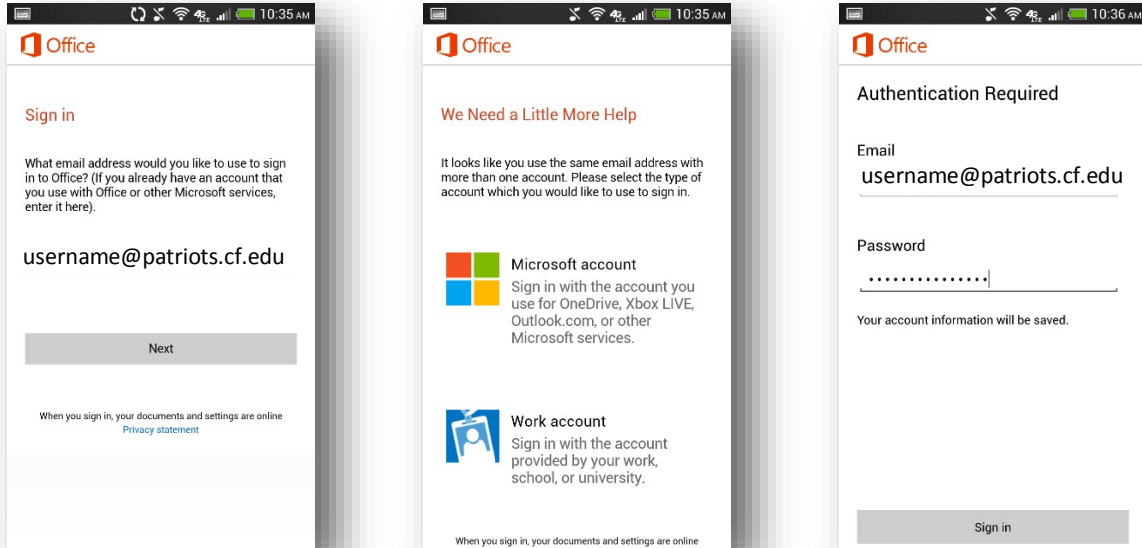 10:35 AM
Office
Sign in
What email address would you like to use to sign
in to Office? (If you already have an account that
you use with Office or other Microsoft services,
enter it here).
username@patriots.cf.edu
Next
When you sign in, your documents and settings are online
Privacy statement
10:35 AM
Office
We Need a Little More Help
It looks like you use the same email address with
more than one account. Please select the type of
account which you would like to use to sign in.
Microsoft account
Sign in with the account you
use for OneDrive, Xbox LIVE,
Outlook.com, or other
Microsoft services.
Work account
Sign in with the account
provided by your work,
school, or university.
When you sign in, your documents and settings are online
10:36 AM
Office
Authentication Required
Email
username@patriots.cf.edu
Password
Your account information will be saved.
Sign in